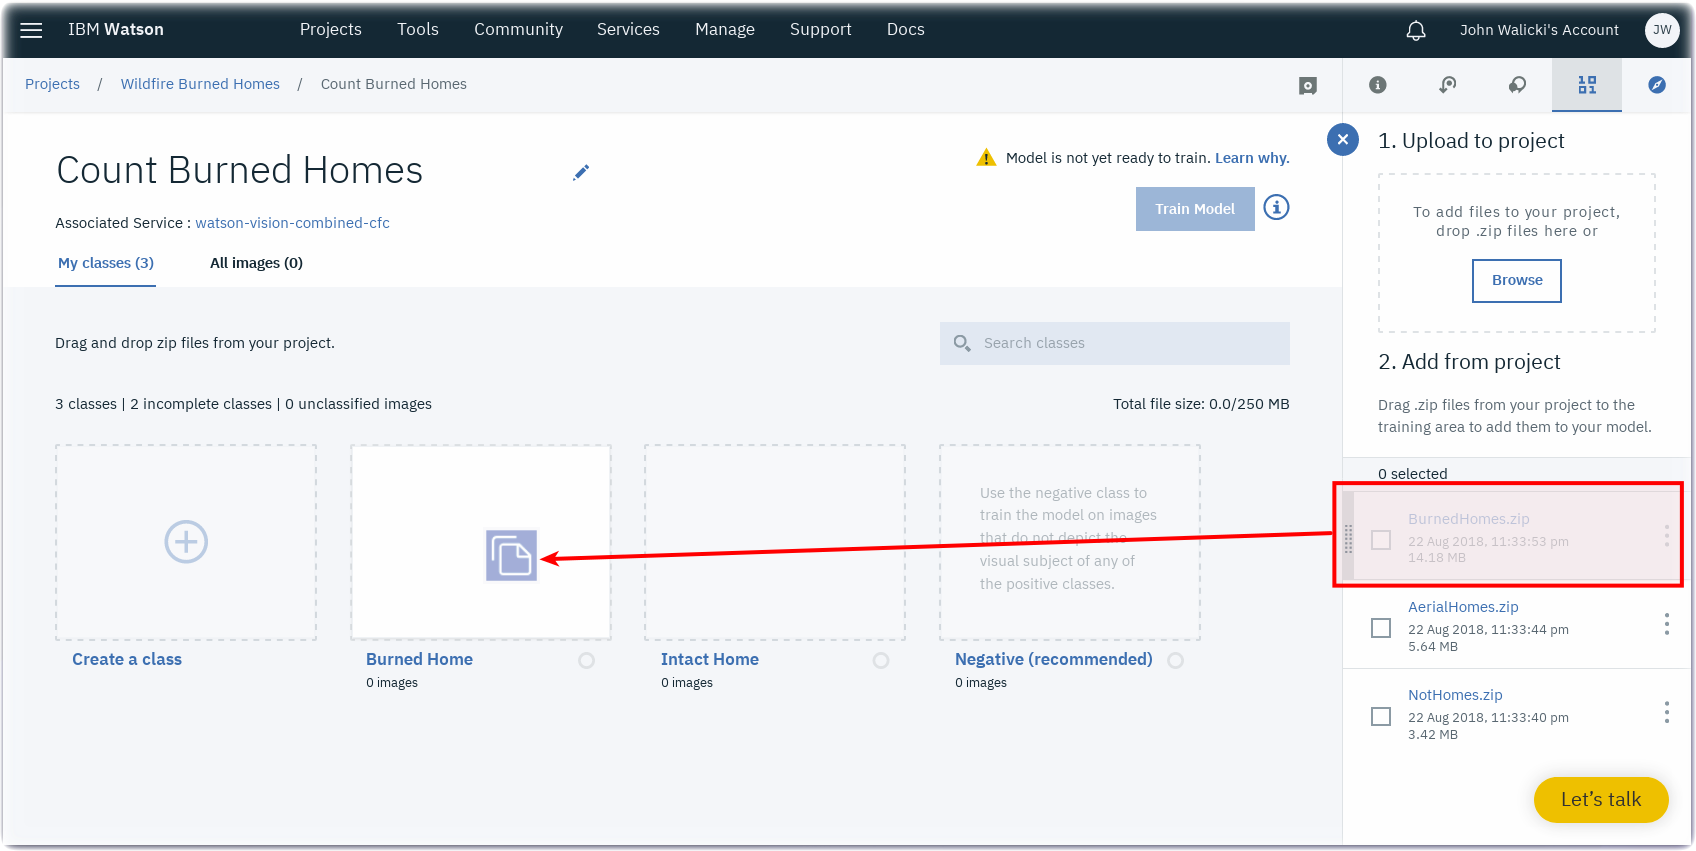 IBM Watson
Projects Tools Community Services Manage Support Docs
John Walicki's Account
JW
Projects / Wildfire Burned Homes / Count Burned Homes
Count Burned Homes
Model is not yet ready to train. Learn why.
Train Model
Associated Service : watson-vision-combined-cfc
My classes (3)
All images (0)
Drag and drop zip files from your project.
Search classes
3 classes | 2 incomplete classes | 0 unclassified images
Total file size: 0.0/250 MB
Create a class
Burned Home
0 images
Intact Home
0 images
Use the negative class to
train the model on images
that do not depict the
visual subject of any of
the positive classes.
Negative (recommended)
0 images
1. Upload to project
To add files to your project,
drop .zip files here or
Browse
2. Add from project
Drag .zip files from your project to the
training area to add them to your model.
0 selected
BurnedHomes.zip
22 Aug 2018, 11:33:53 pm
14.18 MB
AerialHomes.zip
22 Aug 2018, 11:33:44 pm
5.64 MB
NotHomes.zip
22 Aug 2018, 11:33:40 pm
3.42 MB
Let's talk